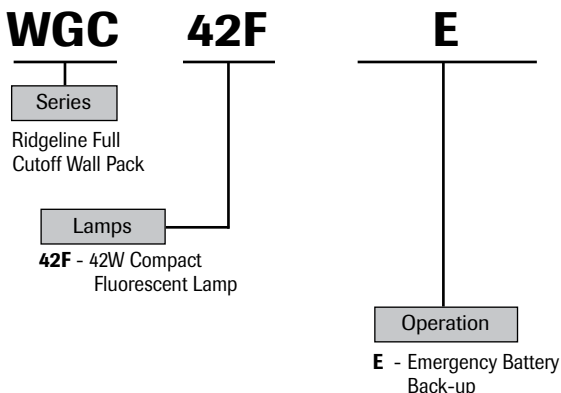 WGC 42F E
Series
Ridgeline Full
Cutoff Wall Pack
Lamps
42F - 42W Compact
Fluorescent Lamp
Operation
E - Emergency Battery
Back-up